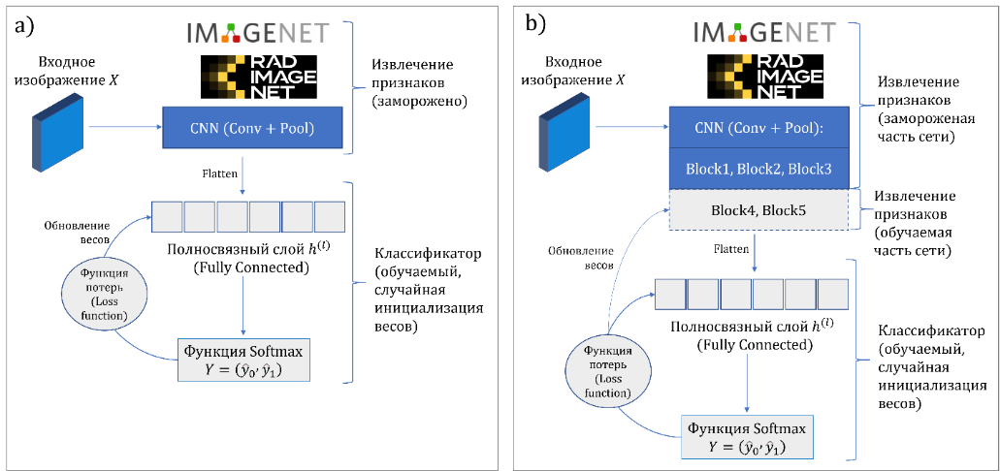 a)
IMAGENET
RAD
IMAGE
NET
Входное
изображение X
CNN (Conv + Pool)
Извлечение
признаков
(заморожено)
Flatten
Обновление
весов
Полносвязный слой h⁽ˡ⁾
(Fully Connected)
Функция
потерь
(Loss
function)
Функция Softmax
Y = (ŷ₀, ŷ₁)
Классификатор
(обучаемый,
случайная
инициализация
весов)
b)
IMAGENET
RAD
IMAGE
NET
Входное
изображение X
CNN (Conv + Pool):
Block1, Block2, Block3
Извлечение
признаков
(замороженая
часть сети)
Block4, Block5
Извлечение
признаков
(обучаемая
часть сети)
Обновление
весов
Flatten
Полносвязный слой h⁽ˡ⁾
(Fully Connected)
Функция
потерь
(Loss
function)
Функция Softmax
Y = (ŷ₀, ŷ₁)
Классификатор
(обучаемый,
случайная
инициализация
весов)